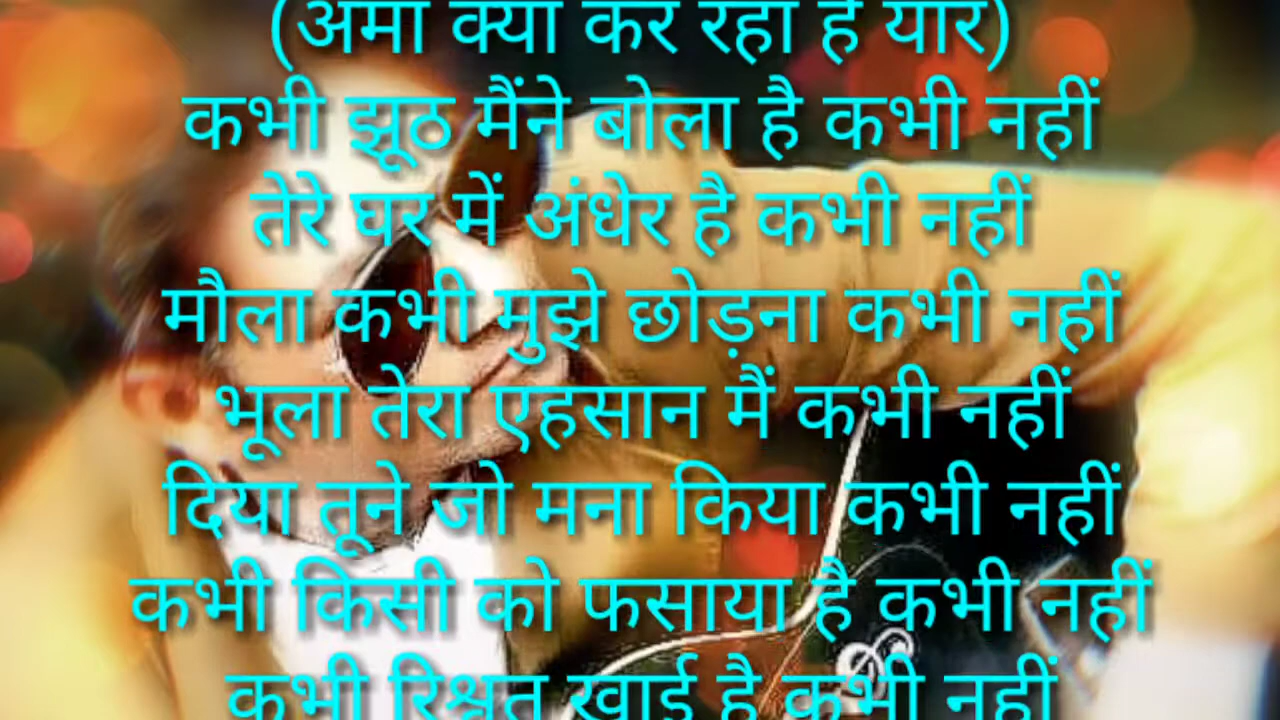 (अमा क्या कर रहा है यार)
कभी झूठ मैंने बोला है कभी नहीं
तेरे घर में अंधेर है कभी नहीं
मौला कभी मुझे छोड़ना कभी नहीं
भूला तेरा एहसान मैं कभी नहीं
दिया तूने जो मना किया कभी नहीं
कभी किसी को फसाया है कभी नहीं
कभी रिश्वत खाई है कभी नहीं